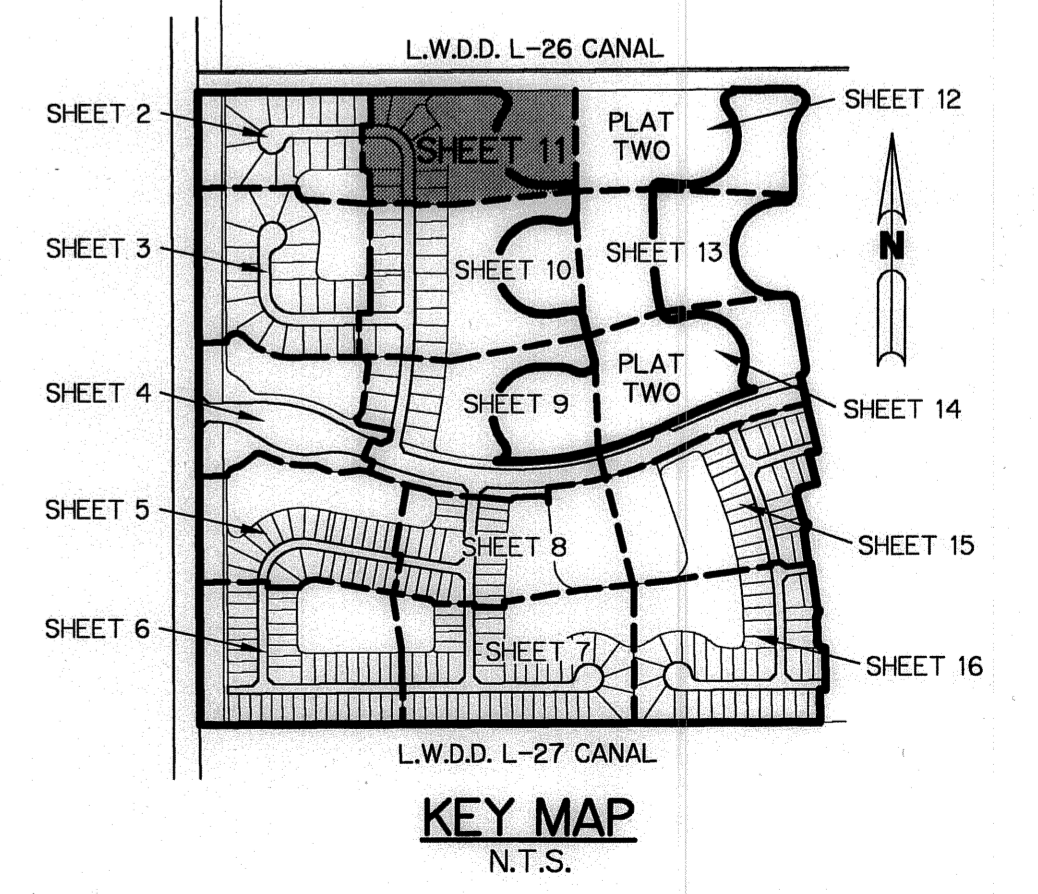 L.W.D.D. L-26 CANAL
SHEET 2
SHEET 12
PLAT
TWO
SHEET 11
SHEET 3
SHEET 10
SHEET 13
N
SHEET 4
PLAT
TWO
SHEET 9
SHEET 14
SHEET 5
SHEET 8
SHEET 15
SHEET 6
SHEET 7
SHEET 16
L.W.D.D. L-27 CANAL
KEY MAP
N.T.S.